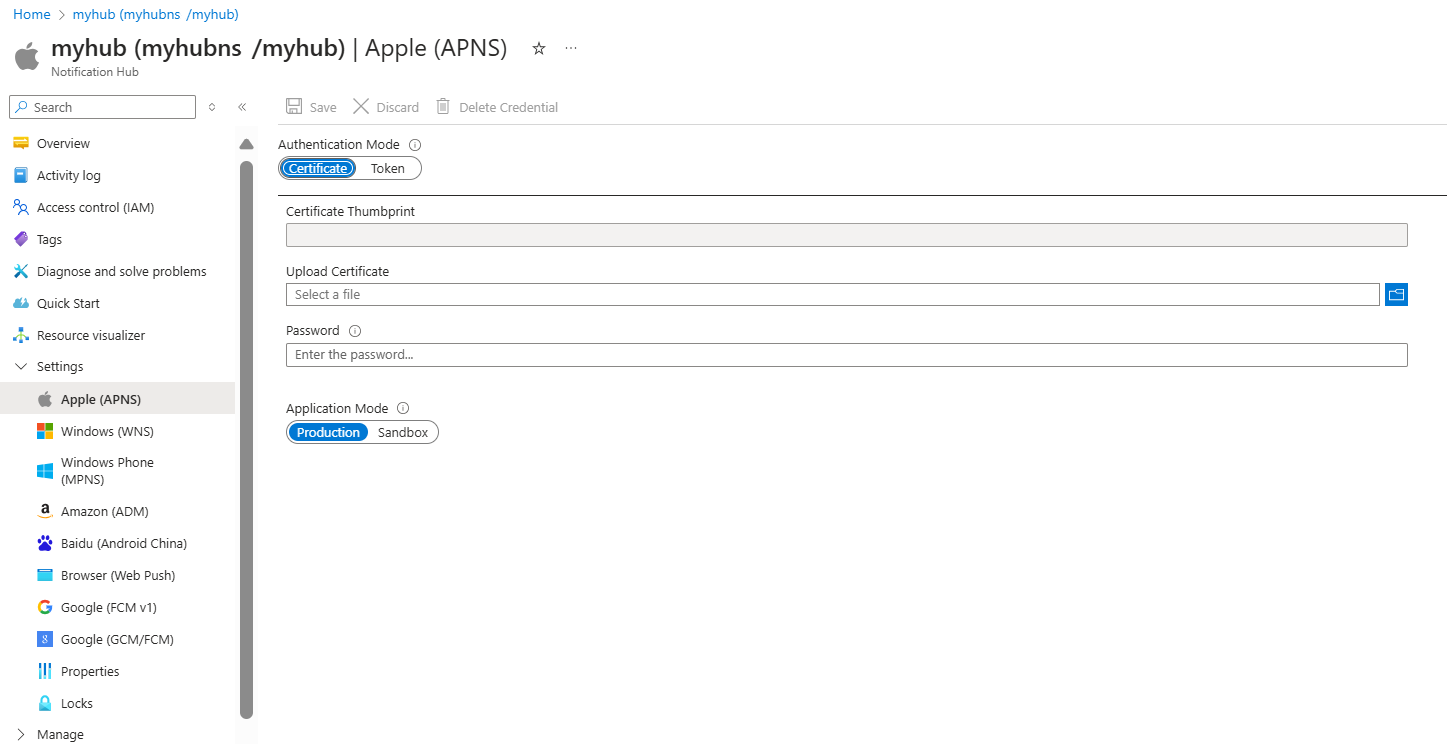 Home > myhub (myhubns /myhub)
myhub (myhubns /myhub) | Apple (APNS) ☆ ···
Notification Hub
Search
Save Discard Delete Credential
Overview
Activity log
Access control (IAM)
Tags
Diagnose and solve problems
Quick Start
Resource visualizer
Settings
Apple (APNS)
Windows (WNS)
Windows Phone
(MPNS)
Amazon (ADM)
Baidu (Android China)
Browser (Web Push)
Google (FCM v1)
Google (GCM/FCM)
Properties
Locks
Manage
Authentication Mode
Certificate Token
Certificate Thumbprint
Upload Certificate
Select a file
Password
Enter the password...
Application Mode
Production Sandbox